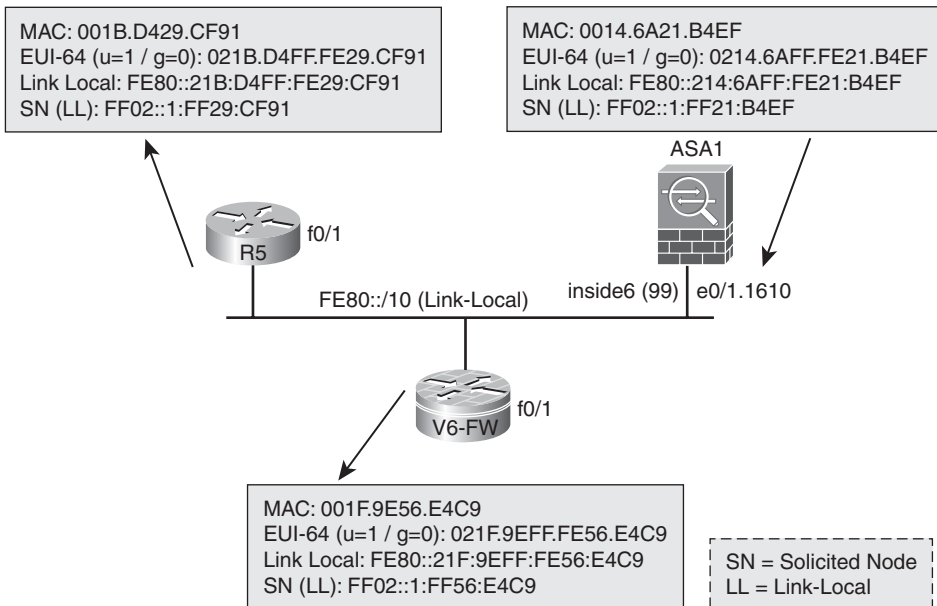 MAC: 001B.D429.CF91
EUI-64 (u=1 / g=0): 021B.D4FF.FE29.CF91
Link Local: FE80::21B:D4FF:FE29:CF91
SN (LL): FF02::1:FF29:CF91
MAC: 0014.6A21.B4EF
EUI-64 (u=1 / g=0): 0214.6AFF.FE21.B4EF
Link Local: FE80::214:6AFF:FE21:B4EF
SN (LL): FF02::1:FF21:B4EF
ASA1
f0/1
R5
FE80::/10 (Link-Local)
inside6 (99)
e0/1.1610
f0/1
V6-FW
MAC: 001F.9E56.E4C9
EUI-64 (u=1 / g=0): 021F.9EFF.FE56.E4C9
Link Local: FE80::21F:9EFF:FE56:E4C9
SN (LL): FF02::1:FF56:E4C9
SN = Solicited Node
LL = Link-Local